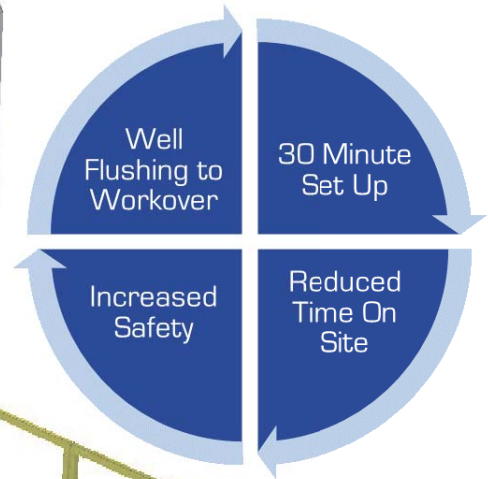 Well
Flushing to
Workover
30 Minute
Set Up
Increased
Safety
Reduced
Time On
Site